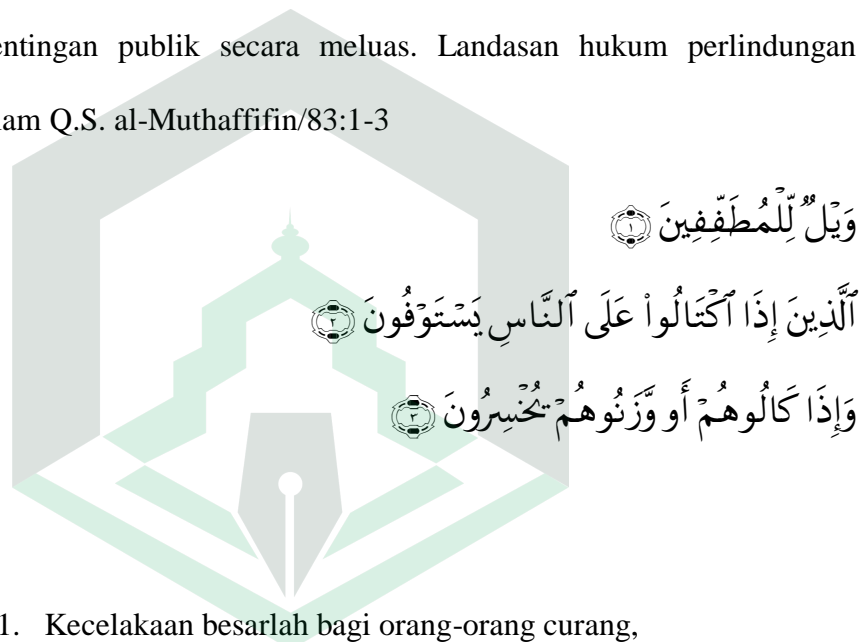 entingan publik secara meluas. Landasan hukum perlindungan
am Q.S. al-Muthaffifin/83:1-3
وَيْلٌ لِّلْمُطَفِّفِينَ ١
ٱلَّذِينَ إِذَا ٱكْتَالُوا۟ عَلَى ٱلنَّاسِ يَسْتَوْفُونَ ٢
وَإِذَا كَالُوهُمْ أَو وَّزَنُوهُمْ يُخْسِرُونَ ٣
1. Kecelakaan besarlah bagi orang-orang curang,